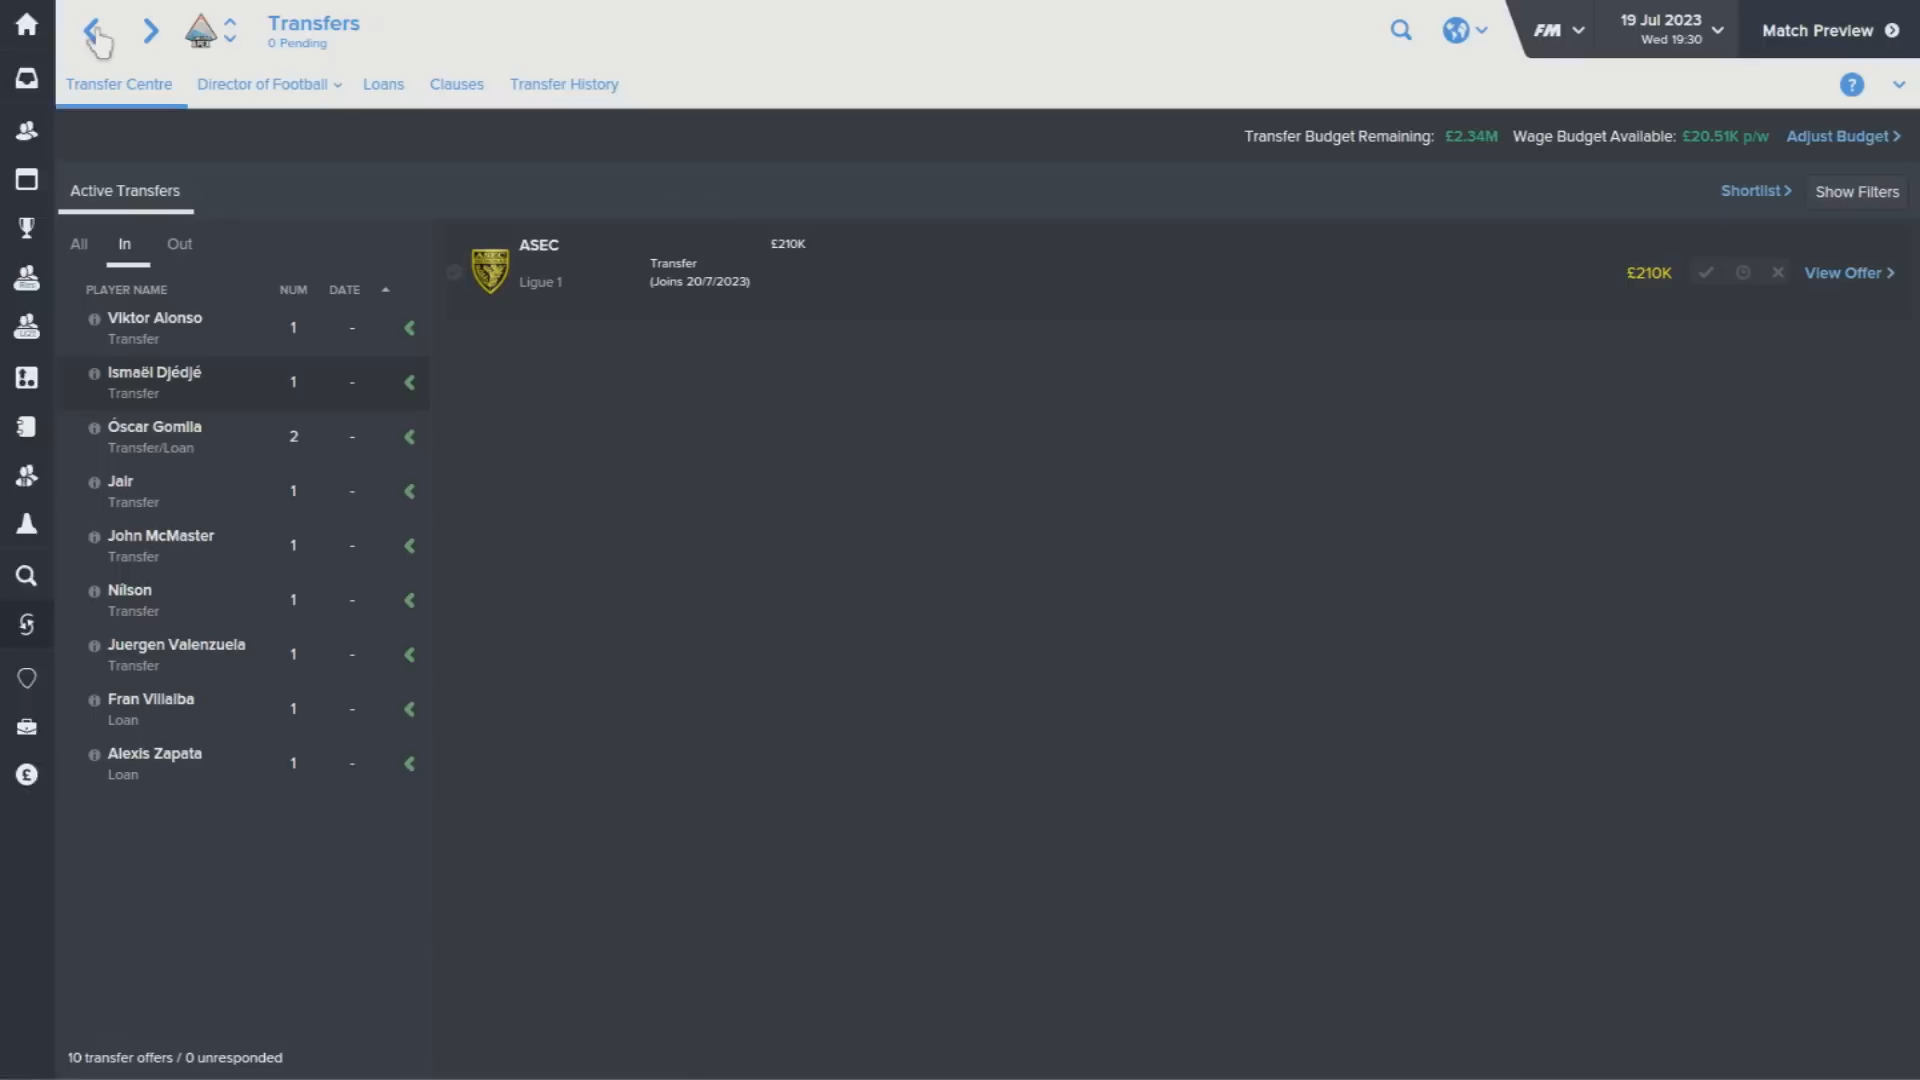 Transfers
0 Pending
FM
19 Jul 2023
Wed 19:30
Match Preview
Transfer Centre
Director of Football
Loans
Clauses
Transfer History
?
Transfer Budget Remaining: £2.34M Wage Budget Available: £20.51K p/w Adjust Budget >
Active Transfers
Shortlist >
Show Filters
All
In
Out
PLAYER NAME
NUM
DATE
Viktor Alonso
Transfer
1
-
Ismaël Djédjé
Transfer
1
-
Óscar Gomila
Transfer/Loan
2
-
Jair
Transfer
1
-
John McMaster
Transfer
1
-
Nílson
Transfer
1
-
Juergen Valenzuela
Transfer
1
-
Fran Villalba
Loan
1
-
Alexis Zapata
Loan
1
-
ASEC
Ligue 1
Transfer
(Joins 20/7/2023)
£210K
£210K
View Offer >
10 transfer offers / 0 unresponded